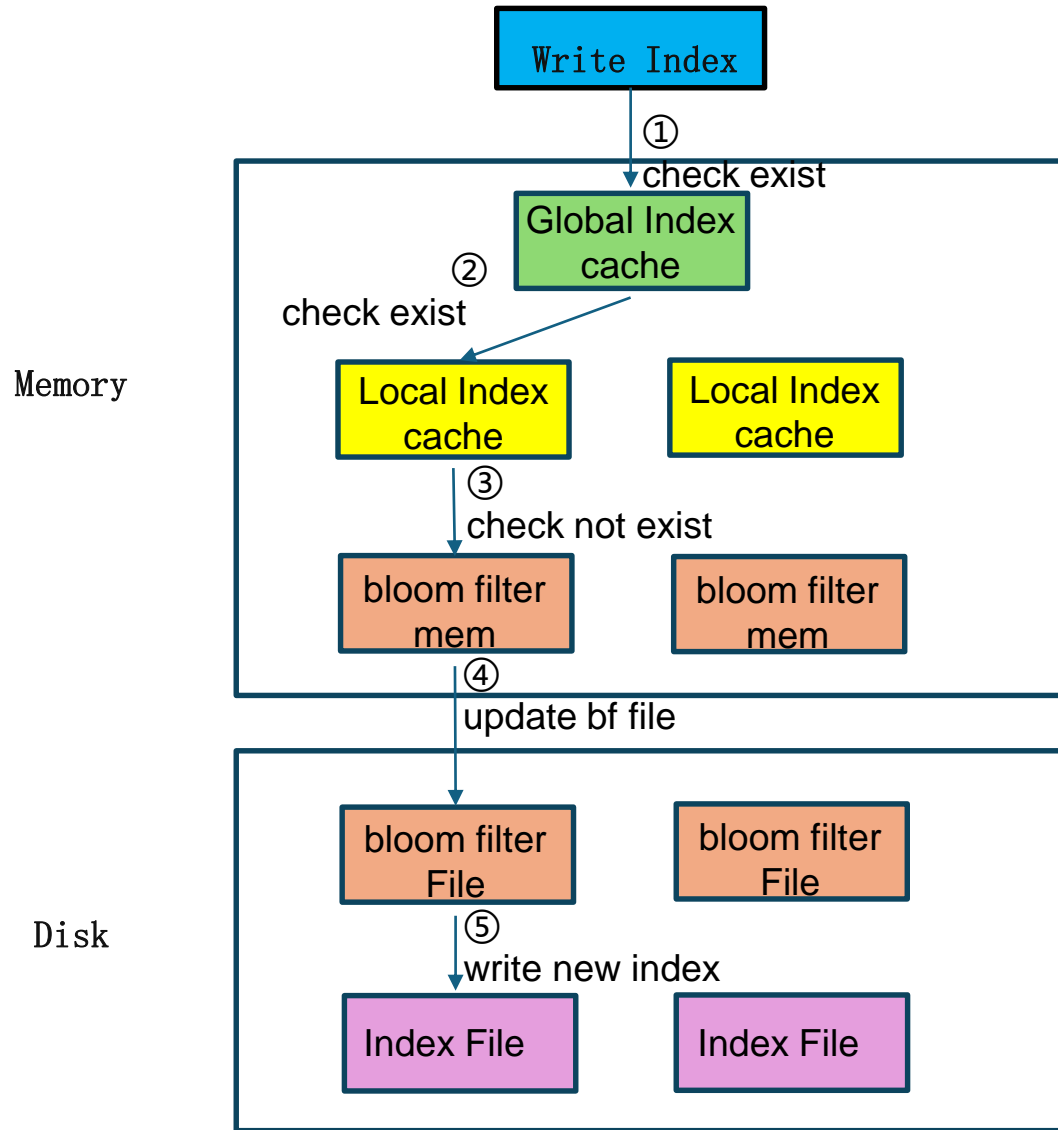 Write Index
①
check exist
Global Index
cache
②
check exist
Memory
Local Index
cache
Local Index
cache
③
check not exist
bloom filter
mem
bloom filter
mem
④
update bf file
bloom filter
File
bloom filter
File
Disk
⑤
write new index
Index File
Index File